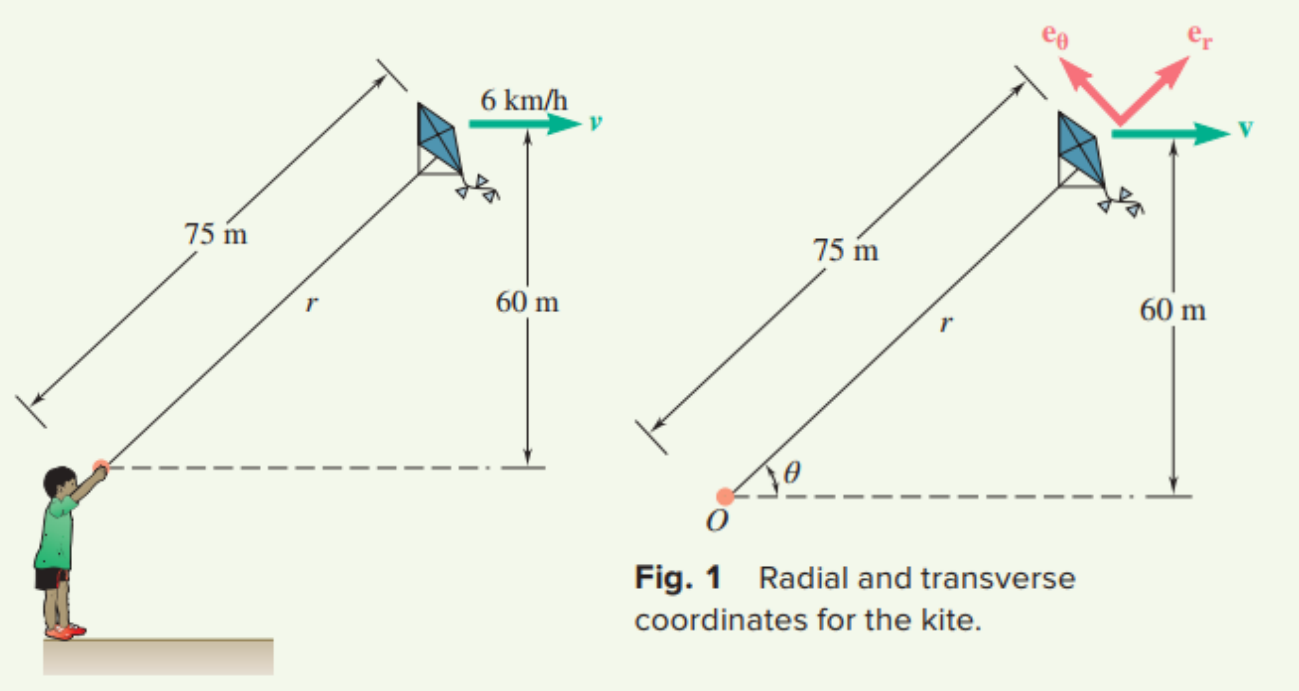 6 km/h
v
75 m
r
60 m
eθ
er
v
75 m
r
60 m
θ
O
Fig. 1 Radial and transverse
coordinates for the kite.